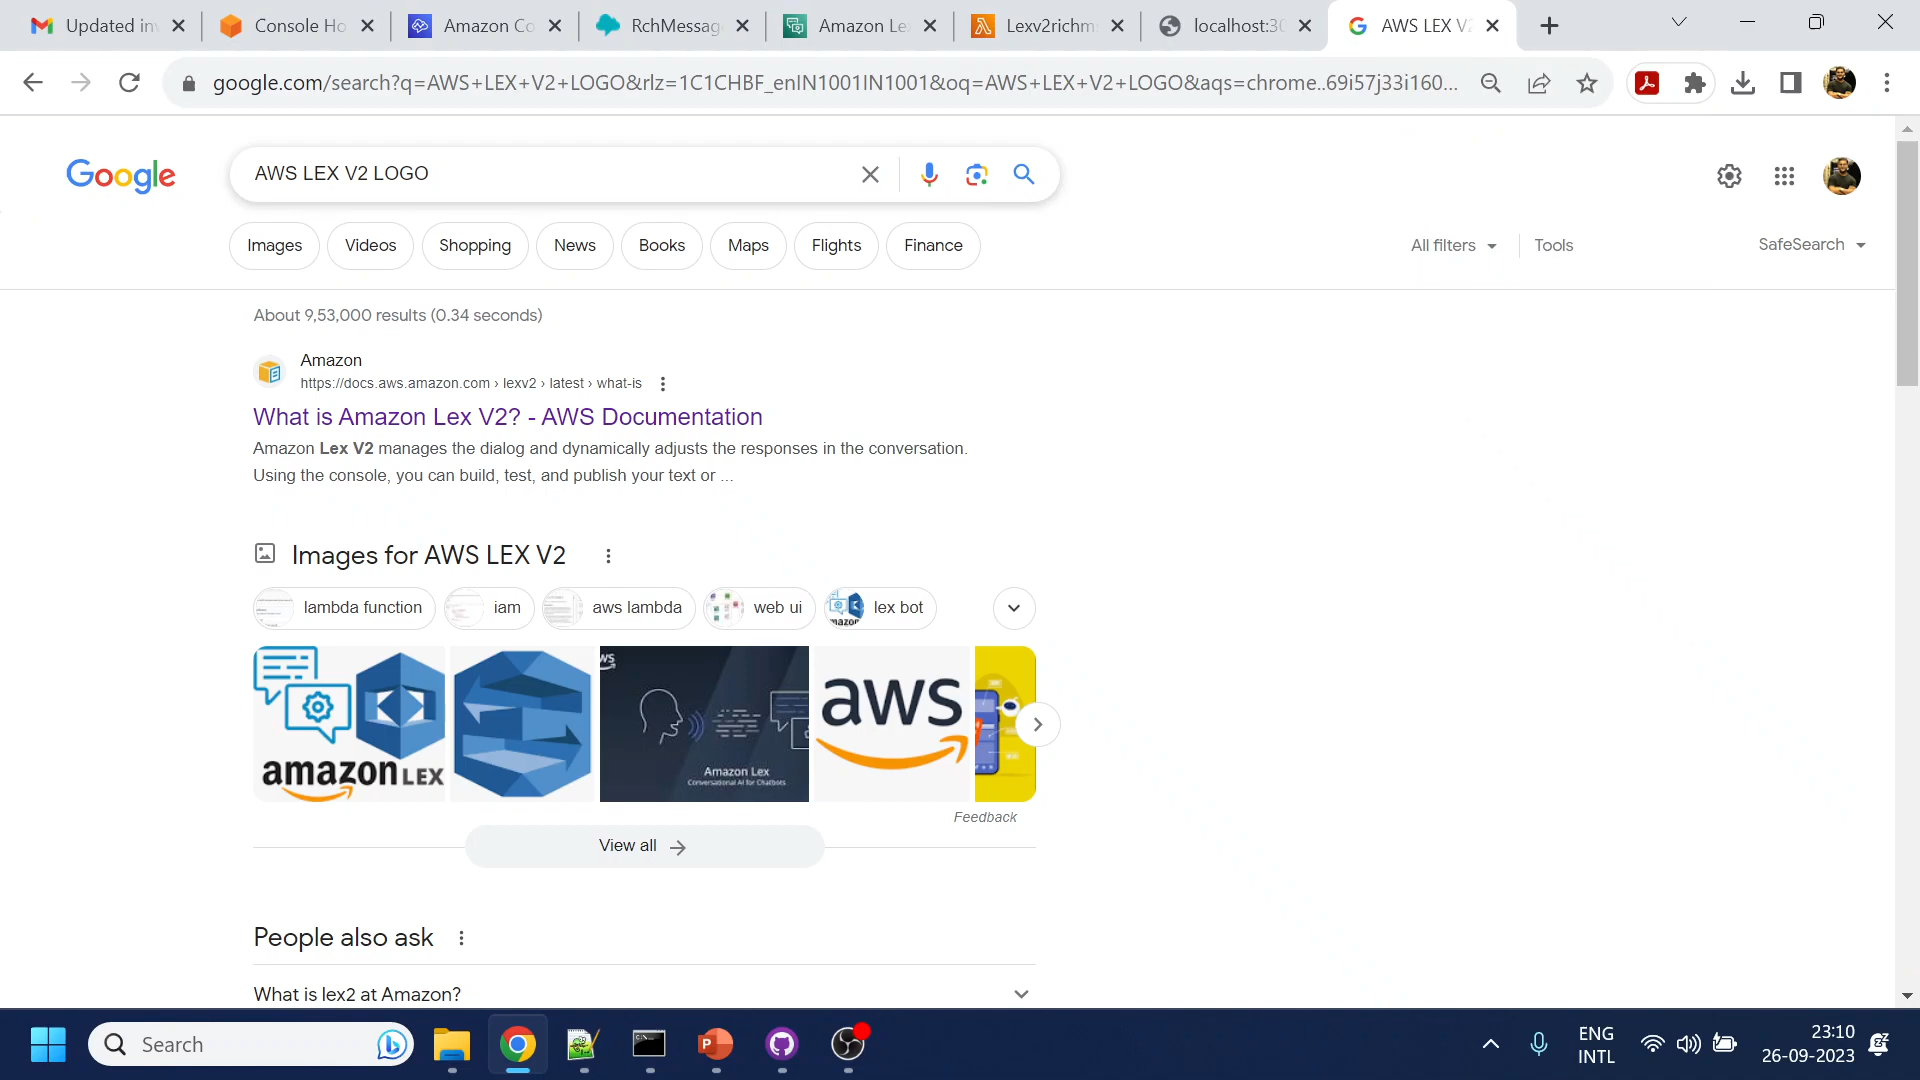 Updated in
Console Ho
Amazon Co
RchMessag
Amazon Le
Lexv2richm
localhost:30
AWS LEX V2
google.com/search?q=AWS+LEX+V2+LOGO&rlz=1C1CHBF_enIN1001IN1001&oq=AWS+LEX+V2+LOGO&aqs=chrome..69i57j33i160...
Google
AWS LEX V2 LOGO
Images
Videos
Shopping
News
Books
Maps
Flights
Finance
All filters
Tools
SafeSearch
About 9,53,000 results (0.34 seconds)
Amazon
https://docs.aws.amazon.com › lexv2 › latest › what-is
What is Amazon Lex V2? - AWS Documentation
Amazon Lex V2 manages the dialog and dynamically adjusts the responses in the conversation.
Using the console, you can build, test, and publish your text or ...
Images for AWS LEX V2
lambda function
iam
aws lambda
web ui
lex bot
amazon LEX
Amazon Lex
Conversational AI for Chatbots
aws
Feedback
View all
People also ask
What is lex2 at Amazon?
Search
ENG
INTL
23:10
26-09-2023